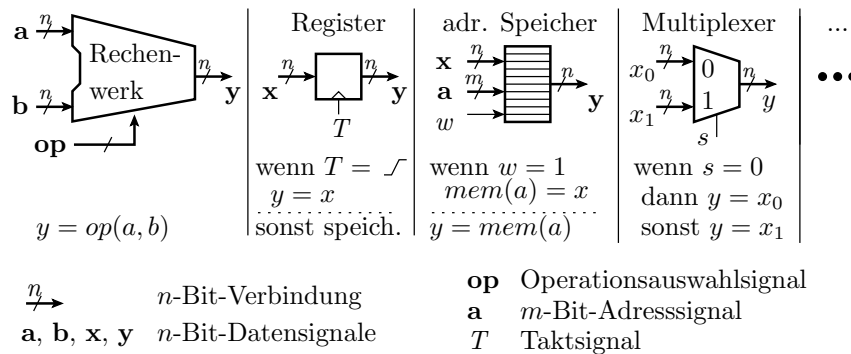 Register adr. Speicher Multiplexer ...
a n Rechen- werk n y
b n
op
x n n y
T
x n
a m n y
w
x0 n 0 n y
x1 n 1
s
wenn T =
y = x
sonst speich.
wenn w = 1
mem(a) = x
y = mem(a)
wenn s = 0
dann y = x0
sonst y = x1
y = op(a, b)
n n-Bit-Verbindung
a, b, x, y n-Bit-Datensignale
op Operationsauswahlsignal
a m-Bit-Adresssignal
T Taktsignal